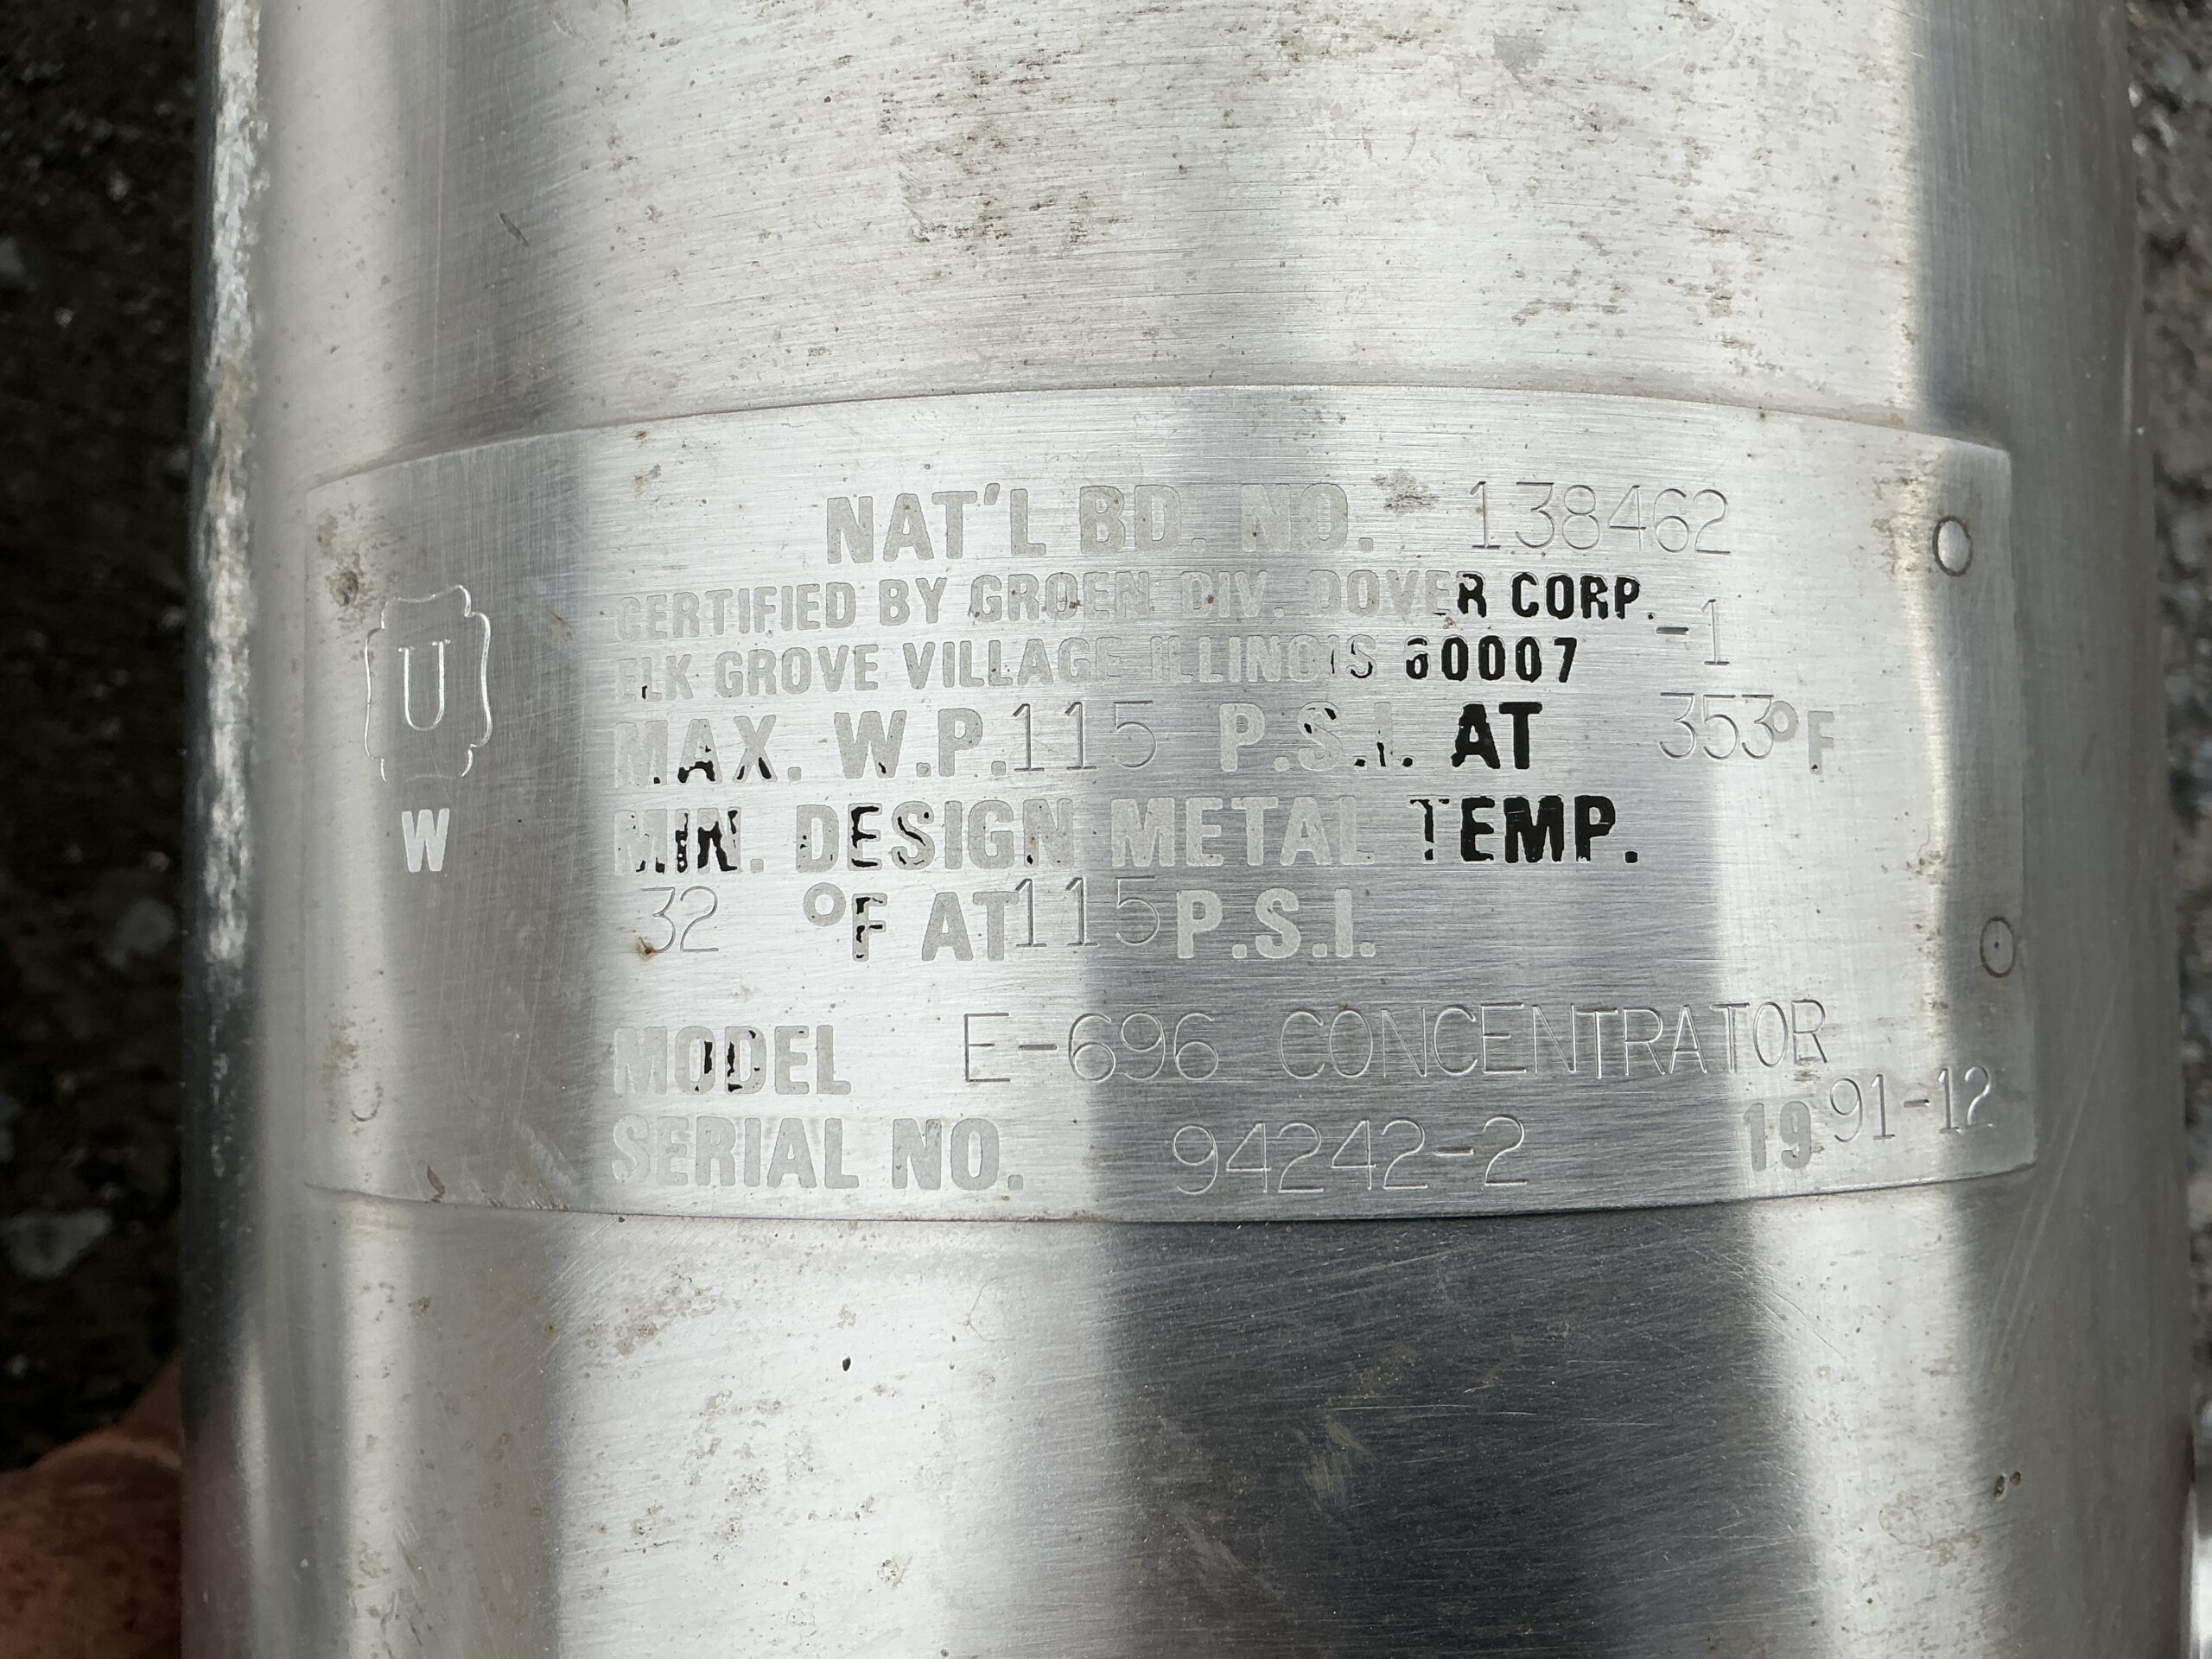 NAT'L BD. NO. 138462
CERTIFIED BY GROEN DIV. DOVER CORP. -1
ELK GROVE VILLAGE ILLINOIS 60007
U
MAX. W.P. 115 P.S.I. AT 353°F
W
MIN. DESIGN METAL TEMP.
32 °F AT 115 P.S.I.
MODEL E-696 CONCENTRATOR
SERIAL NO. 94242-2 1991-12